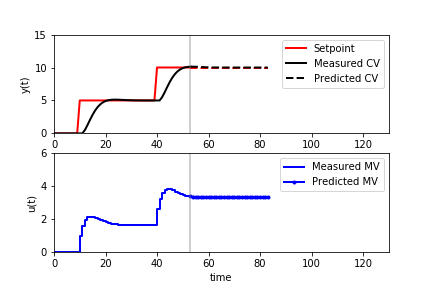 15
10
5
0
y(t)
Setpoint
Measured CV
Predicted CV
0 20 40 60 80 100 120
6
4
2
0
u(t)
Measured MV
Predicted MV
0 20 40 60 80 100 120
time